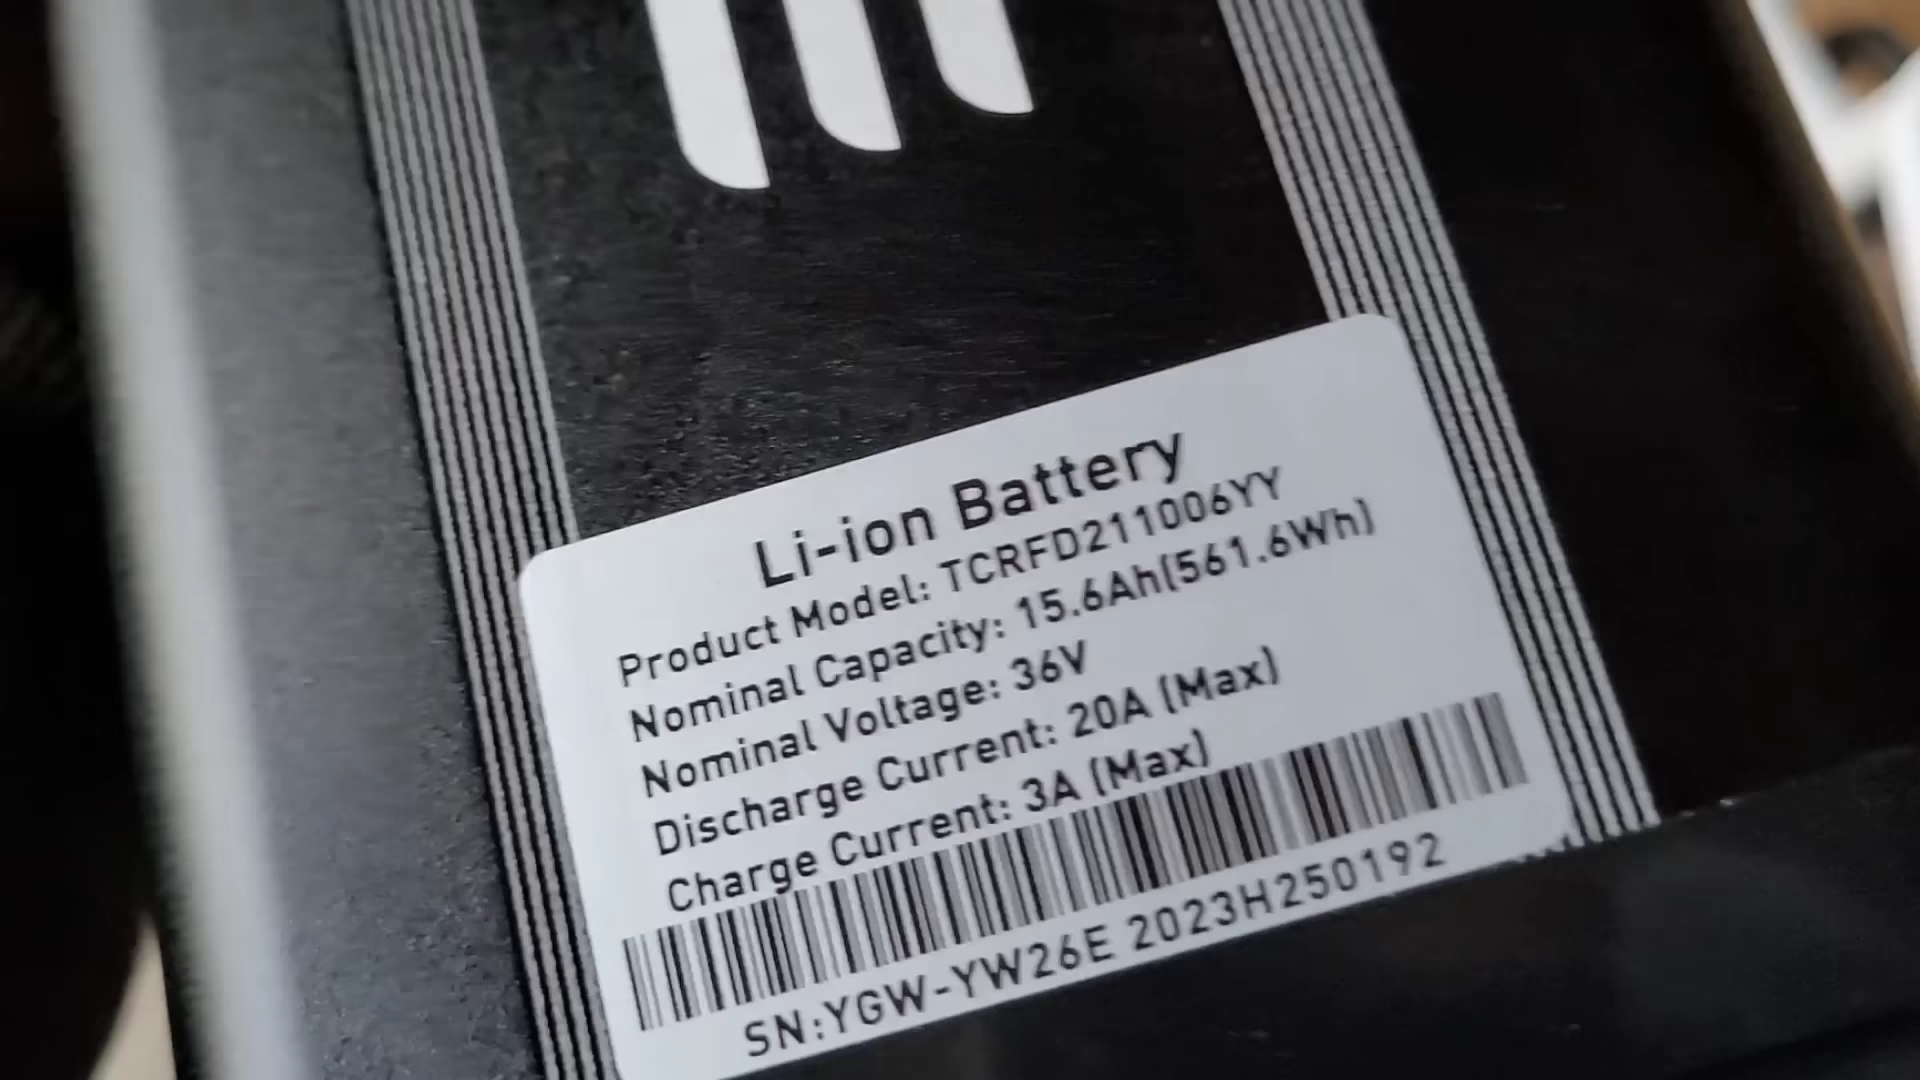 Li-ion Battery
Product Model: TCRFD211006YY
Nominal Capacity: 15.6Ah(561.6Wh)
Nominal Voltage: 36V
Discharge Current: 20A (Max)
Charge Current: 3A (Max)
SN:YGW-YW26E 2023H250192